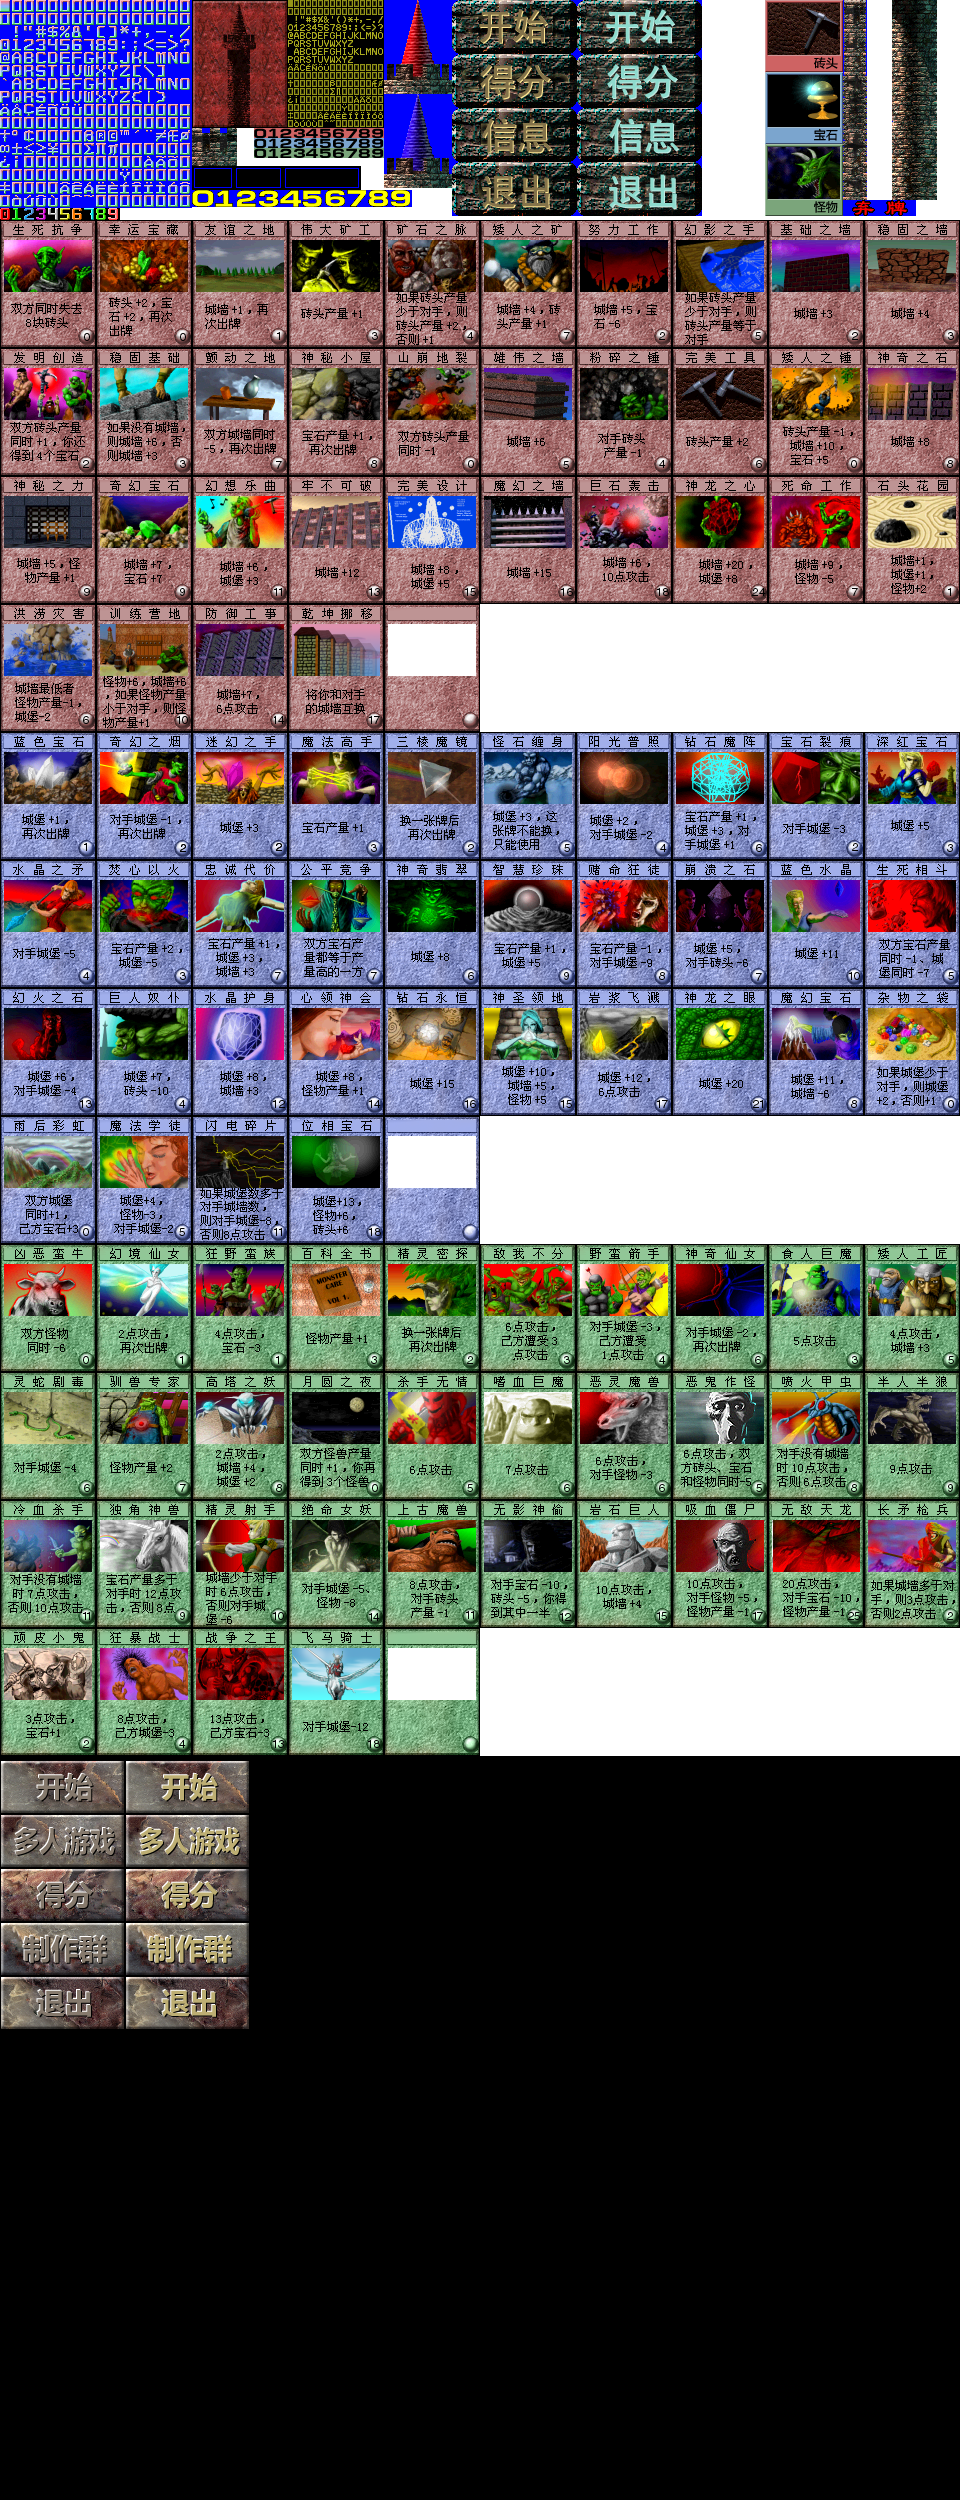 !"#$%&'()*+,-./
0123456789:;<=>?
@ABCDEFGHIJKLMNO
PQRSTUVWXYZ[\]
`ABCDEFGHIJKLMNO
PQRSTUVWXYZ{|}
0123456789
!"#$%&'()*+,-./
0123456789:;<=>?
@ABCDEFGHIJKLMNO
PQRSTUVWXYZ
ABCDEFGHIJKLMNO
PQRSTUVWXYZ
0123456789
0123456789
0123456789
0123456789
开始 开始
得分 得分
信息 信息
退出 退出
砖头
宝石
怪物
弃牌
生死抗争
双方同时失去
8块砖头
0
幸运宝藏
砖头 +2，宝
石 +2，再次
出牌
0
友谊之地
城墙 +1，再
次出牌
1
伟大矿工
砖头产量 +1
3
矿石之脉
如果砖头产量
少于对手，则
砖头产量 +2，
否则 +1
4
矮人之矿
城墙 +4，砖
头产量 +1
7
努力工作
城墙 +5，宝
石 -6
2
幻影之手
如果砖头产量
少于对手，则
砖头产量等于
对手
5
基础之墙
城墙 +3
2
稳固之墙
城墙 +4
3
发明创造
双方砖头产量
同时 +1，你还
得到 4个宝石
2
稳固基础
如果没有城墙，
则城墙 +6，否
则城墙 +3
3
颤动之地
双方城墙同时
-5，再次出牌
7
神秘小屋
宝石产量 +1，
再次出牌
8
山崩地裂
双方砖头产量
同时 -1
0
雄伟之墙
城墙 +6
5
粉碎之锤
对手砖头
产量 -1
4
完美工具
砖头产量 +2
6
矮人之锤
砖头产量 -1，
城墙 +10，
宝石 +5
0
神奇之石
城墙 +8
8
神秘之力
城墙 +5，怪
物产量 +1
9
奇幻宝石
城墙 +7，
宝石 +7
9
幻想乐曲
城墙 +6，
城堡 +3
11
牢不可破
城墙 +12
13
完美设计
城墙 +8，
城堡 +5
15
魔幻之墙
城墙 +15
16
巨石轰击
城墙 +6，
10点攻击
18
神龙之心
城墙 +20，
城堡 +8
24
死命工作
城墙 +9，
怪物 -5
7
石头花园
城墙+1，
城堡+1，
怪物+2
1
洪涝灾害
城墙最低者
怪物产量-1，
城堡-2
6
训练营地
怪物+6，城墙+6
，如果怪物产量
小于对手，则怪
物产量+1
10
防御工事
城墙+7，
6点攻击
14
乾坤挪移
将你和对手
的城墙互换
17
蓝色宝石
城堡 +1，
再次出牌
1
奇幻之烟
对手城堡 -1，
再次出牌
2
迷幻之手
城堡 +3
2
魔法高手
宝石产量 +1
3
三棱魔镜
换一张牌后
再次出牌
2
怪石缠身
城堡 +3，这
张牌不能换，
只能使用
5
阳光普照
城堡 +2，
对手城堡 -2
4
钻石魔阵
宝石产量 +1，
城堡 +3，对
手城堡 +1
6
宝石裂痕
对手城堡 -3
2
深红宝石
城堡 +5
3
水晶之矛
对手城堡 -5
4
焚心以火
宝石产量 +2，
城堡 -5
3
忠诚代价
宝石产量 +1，
城堡 +3，
城墙 +3
7
公平竞争
双方宝石产
量都等于产
量高的一方
7
神奇翡翠
城堡 +8
6
智慧珍珠
宝石产量 +1，
城堡 +5
9
赌命狂徒
宝石产量 -1，
对手城堡 -9
8
崩溃之石
城堡 +5，
对手砖头 -6
7
蓝色水晶
城堡 +11
10
生死相斗
双方宝石产量
同时 -1、城
堡同时 -7
5
幻火之石
城堡 +6，
对手城堡 -4
13
巨人奴仆
城堡 +7，
砖头 -10
4
水晶护身
城堡 +8，
城墙 +3
12
心领神会
城堡 +8，
怪物产量 +1
14
钻石永恒
城堡 +15
16
神圣领地
城堡 +10，
城墙 +5，
怪物 +5
15
岩浆飞溅
城堡 +12，
6点攻击
17
神龙之眼
城堡 +20
21
魔幻宝石
城堡 +11，
城墙 -6
8
杂物之袋
如果城堡少于
对手，则城堡
+2，否则+1
0
雨后彩虹
双方城堡
同时+1，
己方宝石+3
0
魔法学徒
城堡+4，
怪物-3，
对手城堡-2
5
闪电碎片
如果城堡数多于
对手城墙数，
则对手城堡-8，
否则8点攻击
11
位相宝石
城堡+13，
怪物+6，
砖头+6
18
凶恶蛮牛
双方怪物
同时 -6
0
幻境仙女
2点攻击，
再次出牌
1
狂野蛮族
4点攻击，
宝石 -3
1
百科全书
MONSTER
CARE
VOL 1.
怪物产量 +1
3
精灵密探
换一张牌后
再次出牌
2
敌我不分
6点攻击，
己方遭受 3
点攻击
3
野蛮箭手
对手城堡 -3，
己方遭受
1点攻击
4
神奇仙女
对手城堡 -2，
再次出牌
6
食人巨魔
5点攻击
3
矮人工匠
4点攻击，
城墙 +3
5
灵蛇剧毒
对手城堡 -4
6
驯兽专家
怪物产量 +2
7
高塔之妖
2点攻击，
城墙 +4，
城堡 +2
8
月圆之夜
双方怪兽产量
同时 +1，你再
得到 3个怪兽
0
杀手无情
6点攻击
5
嗜血巨魔
7点攻击
6
恶灵魔兽
6点攻击，
对手怪物 -3
6
恶鬼作怪
6点攻击，双
方砖头、宝石
和怪物同时-5
5
喷火甲虫
对手没有城墙
时 10点攻击，
否则 6点攻击
8
半人半狼
9点攻击
9
冷血杀手
对手没有城墙
时 7点攻击，
否则 10点攻击
11
独角神兽
宝石产量多于
对手时 12点攻
击，否则 8点
9
精灵射手
城墙少于对手
时 6点攻击，
否则对手城
堡 -6
10
绝命女妖
对手城堡 -5、
怪物 -8
14
上古魔兽
8点攻击，
对手砖头
产量 -1
11
无影神偷
对手宝石 -10，
砖头 -5，你得
到其中一半
12
岩石巨人
10点攻击，
城墙 +4
15
吸血僵尸
10点攻击，
对手怪物 -5，
怪物产量 -1
17
无敌天龙
20点攻击，
对手宝石 -10，
怪物产量 -1
25
长矛枪兵
如果城墙多于对
手，则3点攻击，
否则2点攻击
2
顽皮小鬼
3点攻击，
宝石+1
2
狂暴战士
8点攻击，
己方城堡-3
4
战争之王
13点攻击，
己方宝石-3
13
飞马骑士
对手城堡-12
18
开始 开始
多人游戏 多人游戏
得分 得分
制作群 制作群
退出 退出